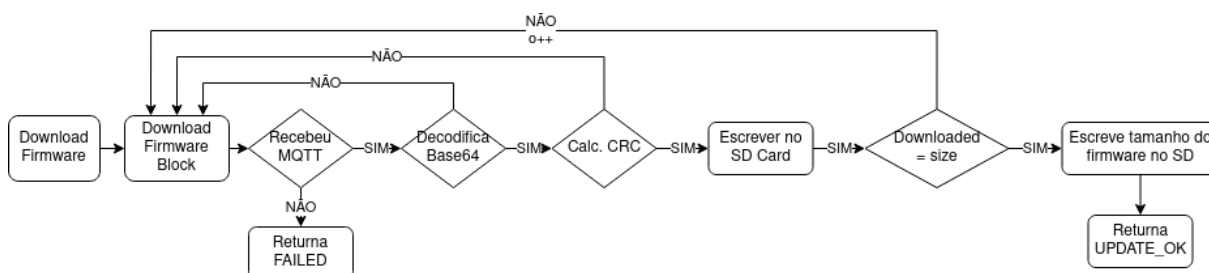 NÃO
o++
NÃO
NÃO
Download
Firmware
Download
Firmware
Block
Recebeu
MQTT
SIM
Decodifica
Base64
SIM
Calc. CRC
SIM
Escrever no
SD Card
SIM
Downloaded
= size
SIM
Escreve tamanho do
firmware no SD
NÃO
Returna
FAILED
Returna
UPDATE_OK